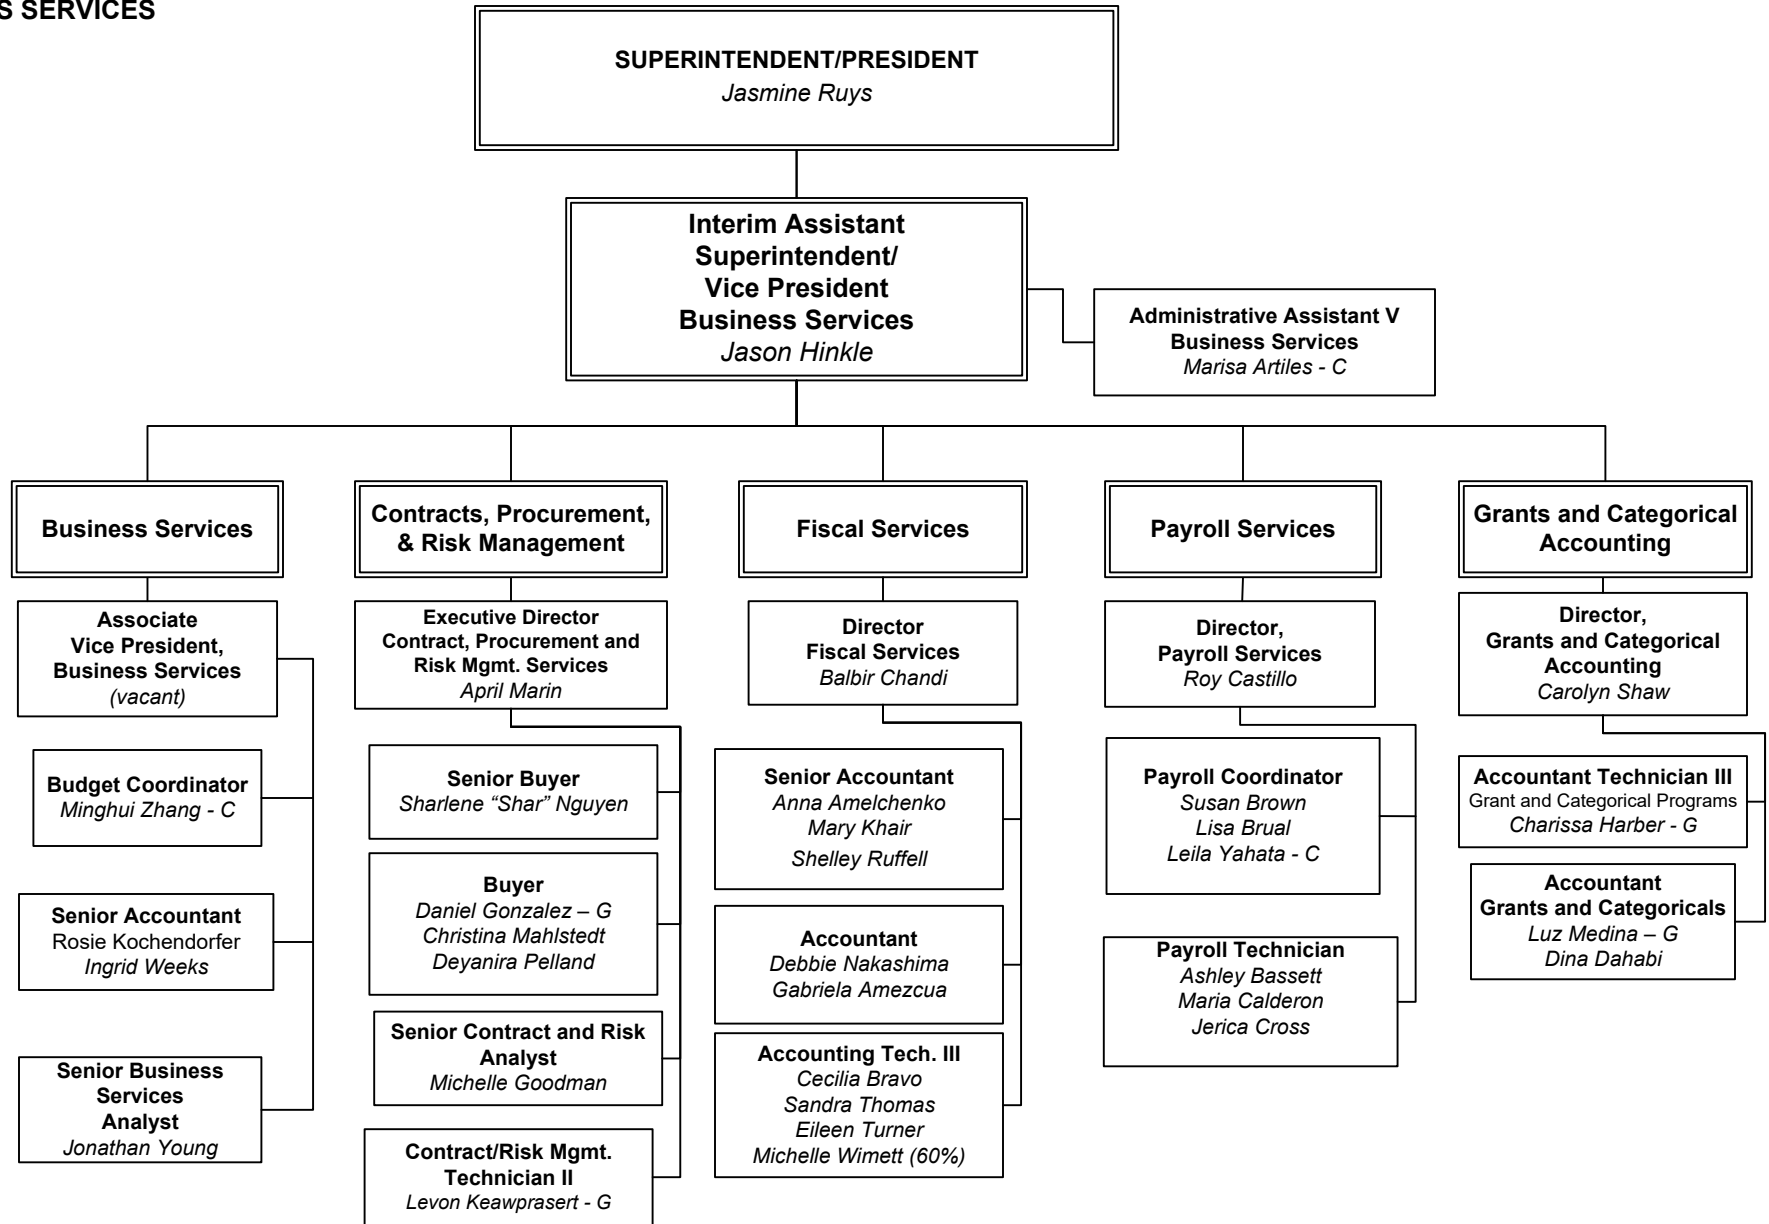 S SERVICES
SUPERINTENDENT/PRESIDENT
Jasmine Ruys
Interim Assistant
Superintendent/
Vice President
Business Services
Jason Hinkle
Administrative Assistant V
Business Services
Marisa Artiles - C
Business Services
Associate
Vice President,
Business Services
(vacant)
Budget Coordinator
Minghui Zhang - C
Senior Accountant
Rosie Kochendorfer
Ingrid Weeks
Senior Business
Services
Analyst
Jonathan Young
Contracts, Procurement,
& Risk Management
Executive Director
Contract, Procurement and
Risk Mgmt. Services
April Marin
Senior Buyer
Sharlene “Shar” Nguyen
Buyer
Daniel Gonzalez – G
Christina Mahlstedt
Deyanira Pelland
Senior Contract and Risk
Analyst
Michelle Goodman
Contract/Risk Mgmt.
Technician II
Levon Keawprasert - G
Fiscal Services
Director
Fiscal Services
Balbir Chandi
Senior Accountant
Anna Amelchenko
Mary Khair
Shelley Ruffell
Accountant
Debbie Nakashima
Gabriela Amezcua
Accounting Tech. III
Cecilia Bravo
Sandra Thomas
Eileen Turner
Michelle Wimett (60%)
Payroll Services
Director,
Payroll Services
Roy Castillo
Payroll Coordinator
Susan Brown
Lisa Brual
Leila Yahata - C
Payroll Technician
Ashley Bassett
Maria Calderon
Jerica Cross
Grants and Categorical
Accounting
Director,
Grants and Categorical
Accounting
Carolyn Shaw
Accountant Technician III
Grant and Categorical Programs
Charissa Harber - G
Accountant
Grants and Categoricals
Luz Medina – G
Dina Dahabi